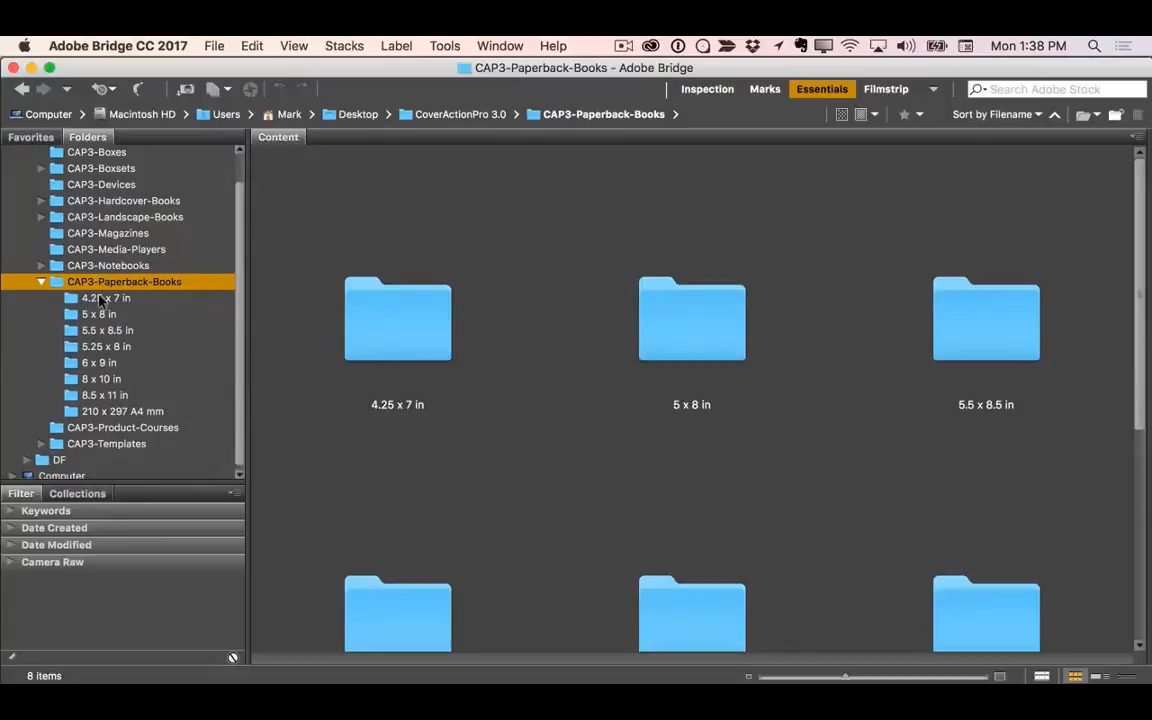 Adobe Bridge CC 2017 File Edit View Stacks Label Tools Window Help Mon 1:38 PM
CAP3-Paperback-Books – Adobe Bridge
Inspection Marks Essentials Filmstrip Search Adobe Stock
Computer Macintosh HD Users Mark Desktop CoverActionPro 3.0 CAP3-Paperback-Books Sort by Filename
Favorites Folders Content
CAP3-Boxes
CAP3-Boxsets
CAP3-Devices
CAP3-Hardcover-Books
CAP3-Landscape-Books
CAP3-Magazines
CAP3-Media-Players
CAP3-Notebooks
CAP3-Paperback-Books
4.25 x 7 in
5 x 8 in
5.5 x 8.5 in
5.25 x 8 in
6 x 9 in
8 x 10 in
8.5 x 11 in
210 x 297 A4 mm
CAP3-Product-Courses
CAP3-Templates
DF
Computer
4.25 x 7 in 5 x 8 in 5.5 x 8.5 in
Filter Collections
Keywords
Date Created
Date Modified
Camera Raw
8 items